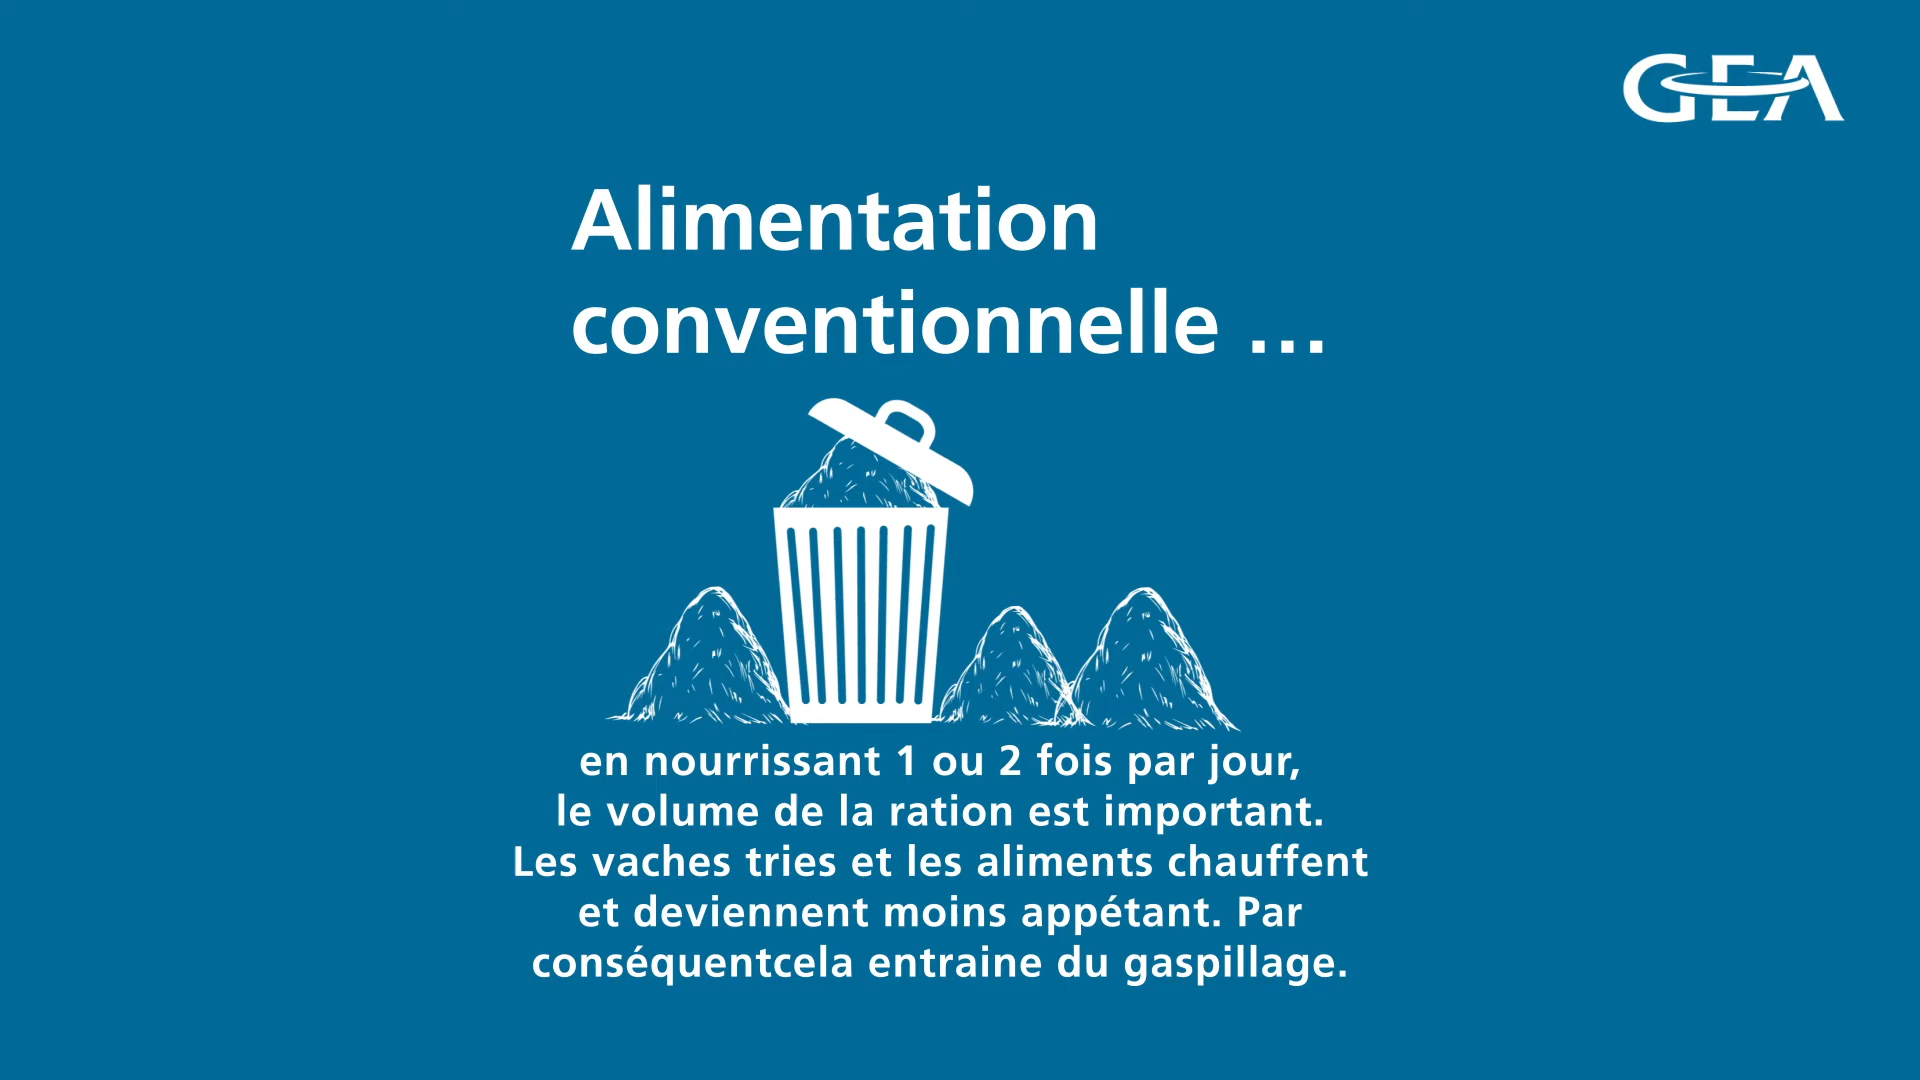 GEA
Alimentation
conventionnelle ...
en nourrissant 1 ou 2 fois par jour,
le volume de la ration est important.
Les vaches tries et les aliments chauffent
et deviennent moins appétant. Par
conséquentcela entraine du gaspillage.